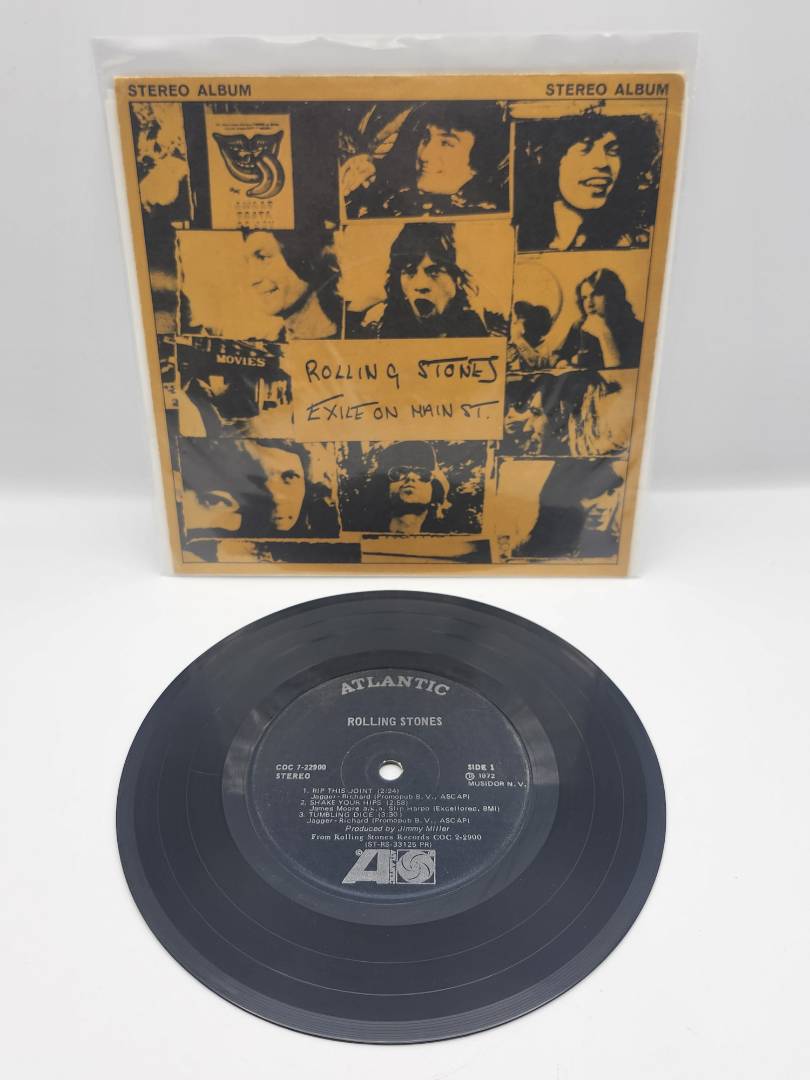 STEREO ALBUM STEREO ALBUM
MOVIES
ROLLING STONES
EXILE ON MAIN ST.
ATLANTIC
ROLLING STONES
COC 7-22900 SIDE 1
STEREO Ⓟ 1972
MUSIDOR N.V.
1. RIP THIS JOINT (2:24)
Jagger-Richard (Promopub B. V., ASCAP)
2. SHAKE YOUR HIPS (2:58)
James Moore a.k.a. Slim Harpo (Excellorec, BMI)
3. TUMBLING DICE (3:30)
Jagger-Richard (Promopub B. V., ASCAP)
Produced by Jimmy Miller
From Rolling Stones Records COC 2-2900
(ST-RS-33125 PR)